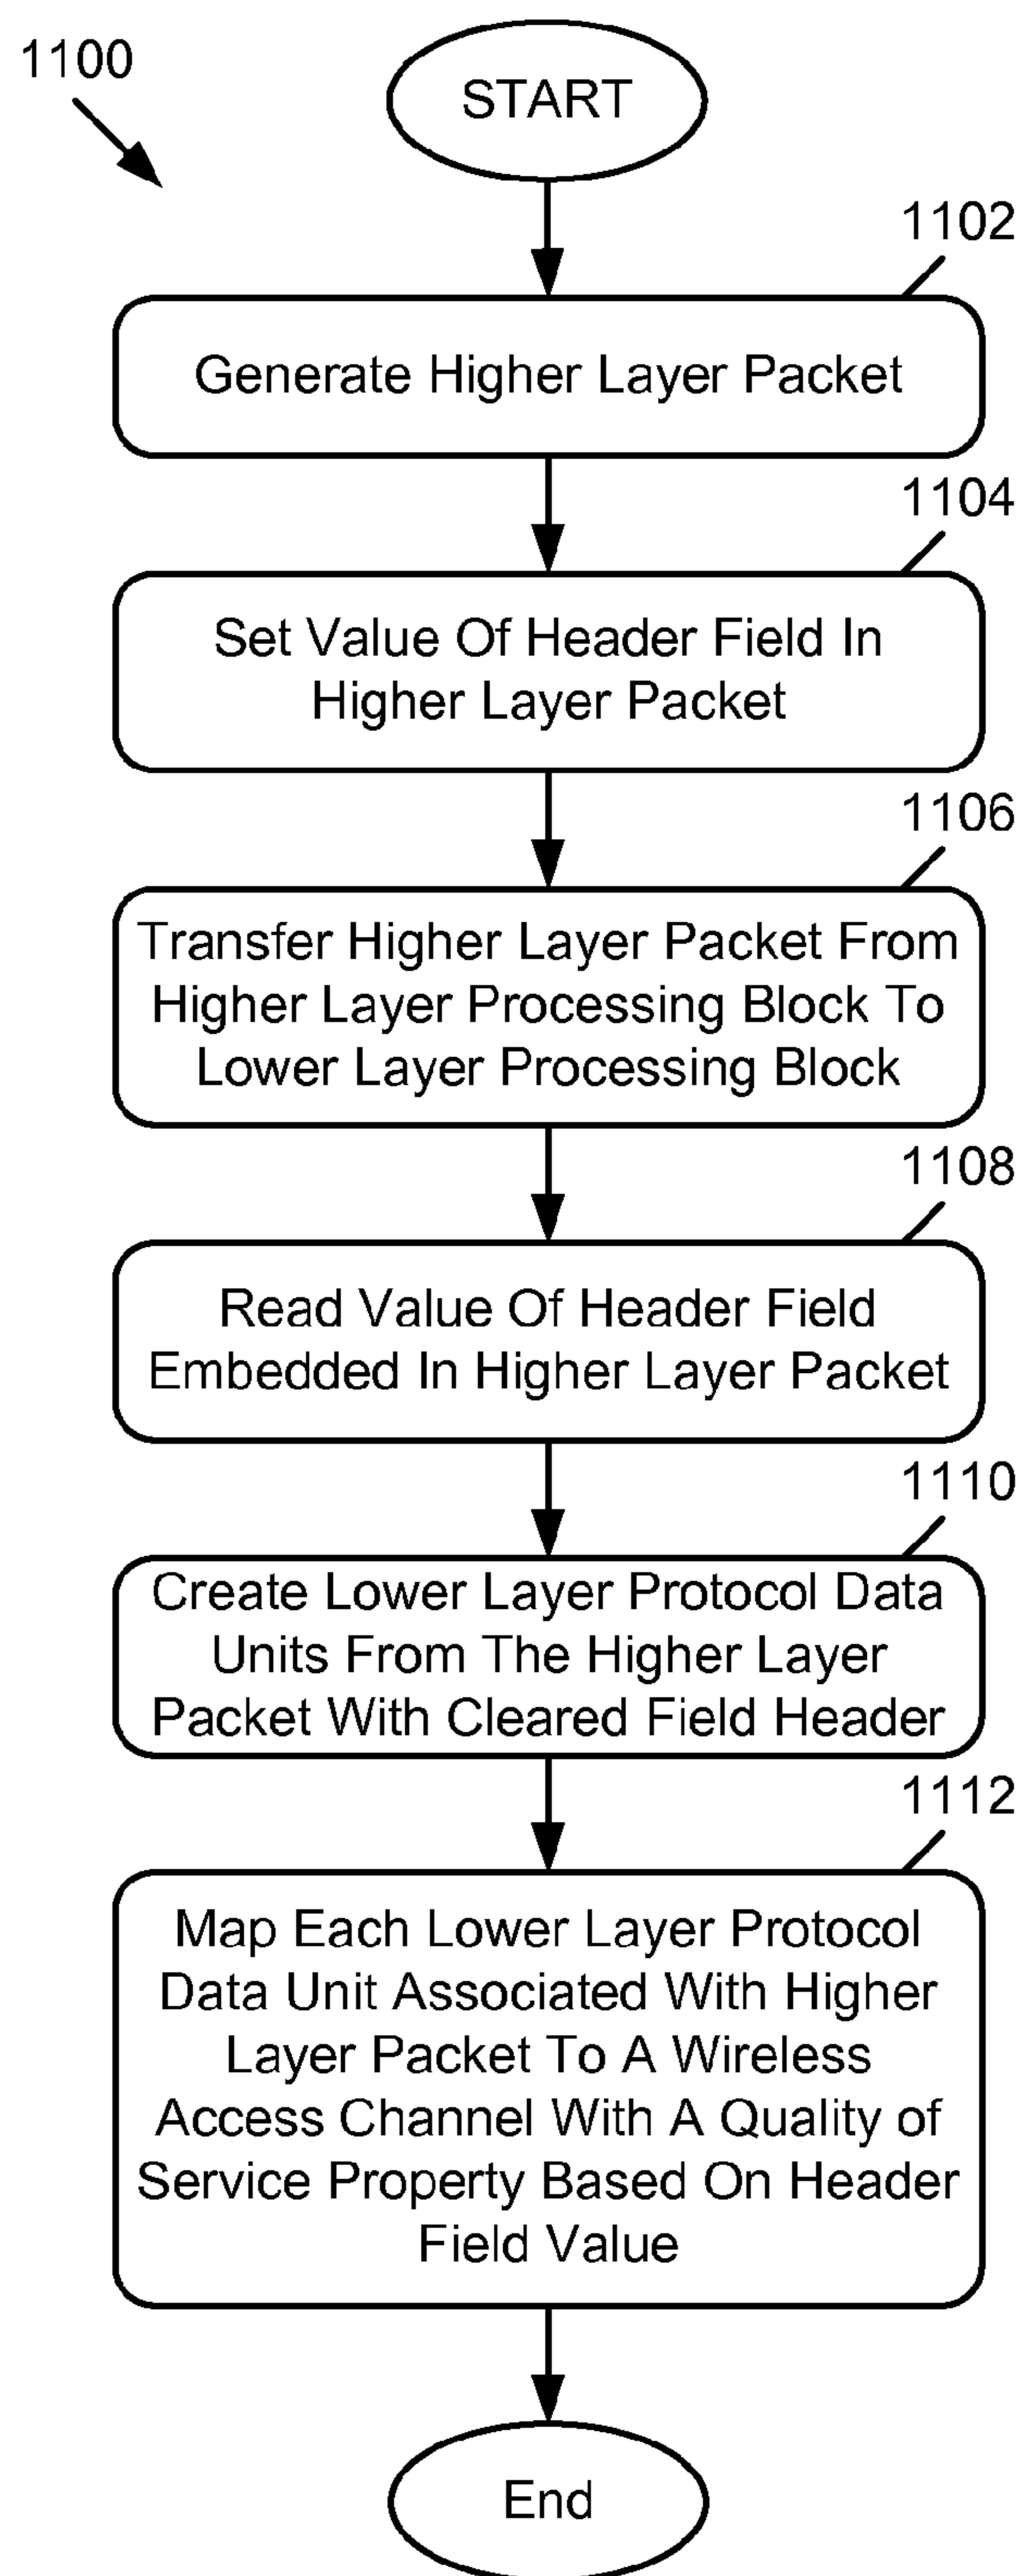 1100
START
1102
Generate Higher Layer Packet
1104
Set Value Of Header Field In
Higher Layer Packet
1106
Transfer Higher Layer Packet From
Higher Layer Processing Block To
Lower Layer Processing Block
1108
Read Value Of Header Field
Embedded In Higher Layer Packet
1110
Create Lower Layer Protocol Data
Units From The Higher Layer
Packet With Cleared Field Header
1112
Map Each Lower Layer Protocol
Data Unit Associated With Higher
Layer Packet To A Wireless
Access Channel With A Quality of
Service Property Based On Header
Field Value
End